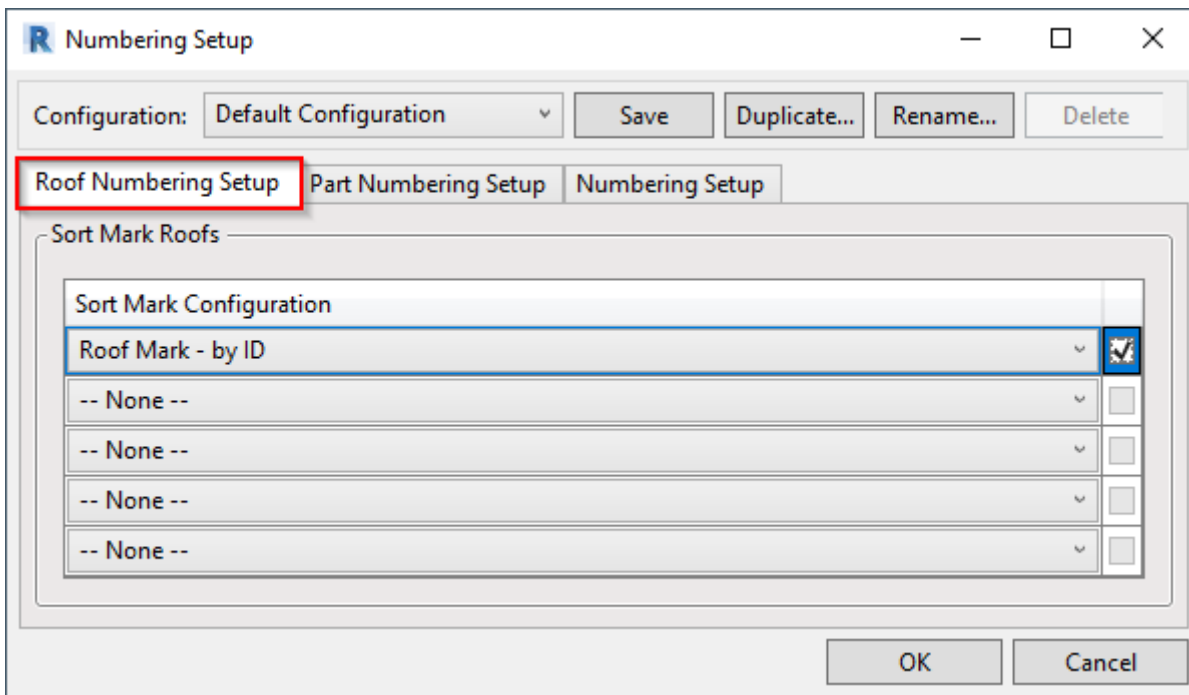 Numbering Setup
Configuration: Default Configuration Save Duplicate... Rename... Delete
Roof Numbering Setup Part Numbering Setup Numbering Setup
Sort Mark Roofs
Sort Mark Configuration
Roof Mark - by ID
-- None --
-- None --
-- None --
-- None --
OK Cancel